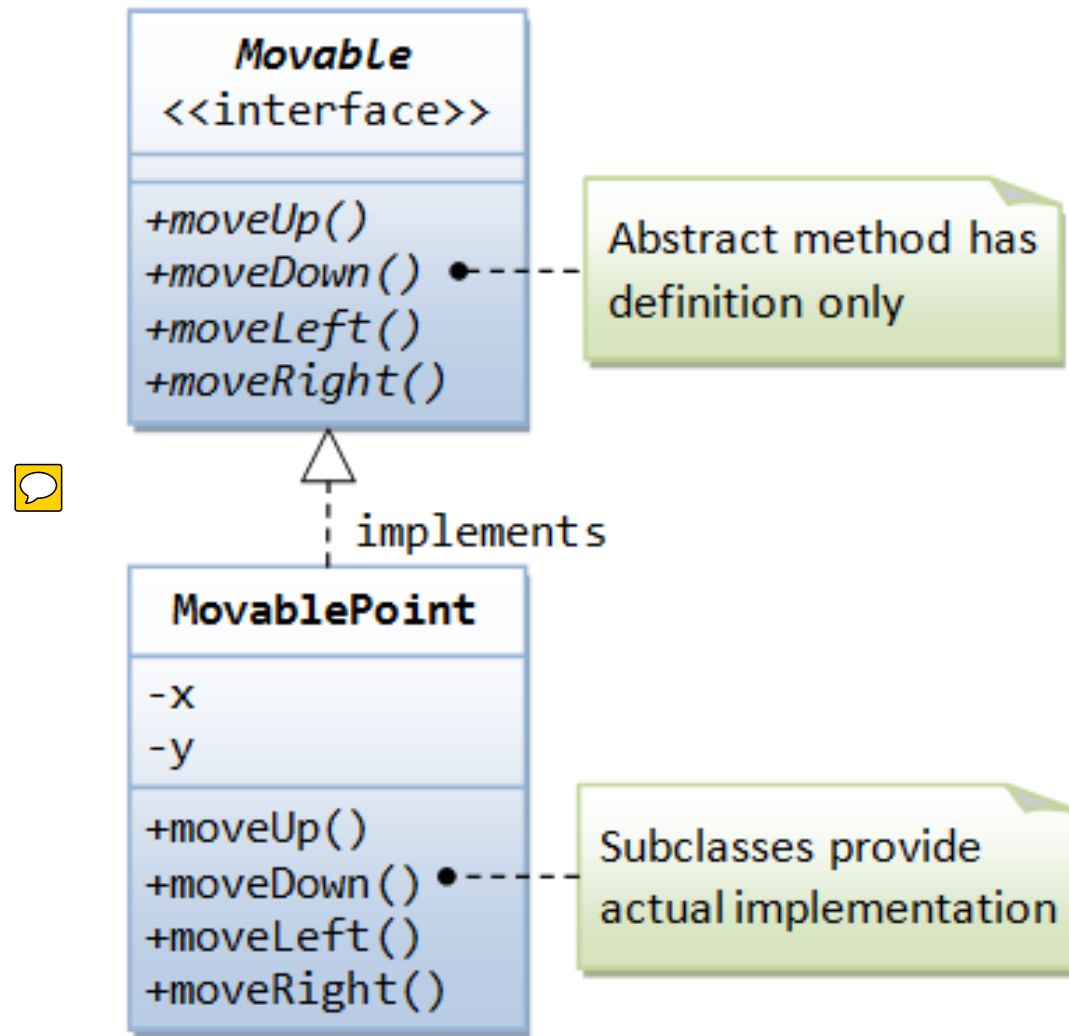 Movable
<<interface>>
+moveUp()
+moveDown()
+moveLeft()
+moveRight()
Abstract method has
definition only
implements
MovablePoint
-x
-y
+moveUp()
+moveDown()
+moveLeft()
+moveRight()
Subclasses provide
actual implementation